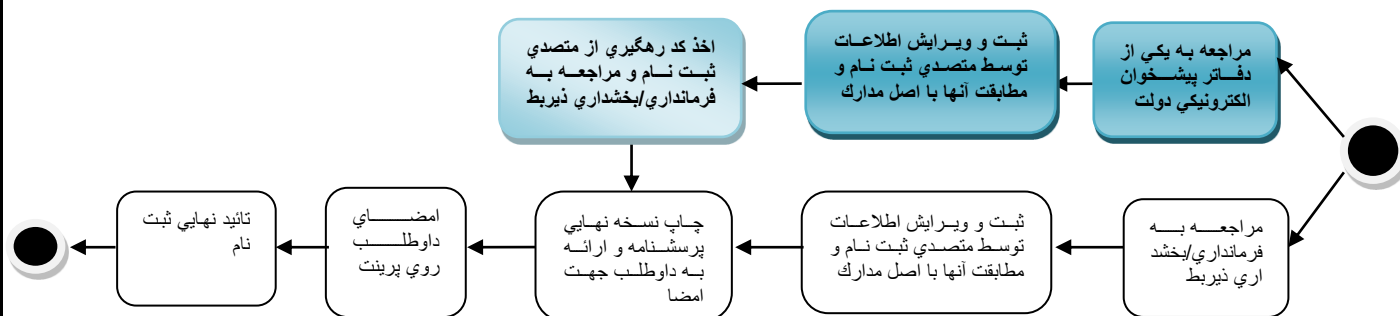 مراجعه به يكي از
دفاتر پيشخوان
الكترونيكي دولت
ثبت و ويرايش اطلاعات
توسط متصدي ثبت نام و
مطابقت آنها با اصل مدارك
اخذ كد رهگيري از متصدي
ثبت نام و مراجعه به
فرمانداري/بخشداري ذيربط
مراجعه به
فرمانداري/بخشد
اري ذيربط
ثبت و ويرايش اطلاعات
توسط متصدي ثبت نام و
مطابقت آنها با اصل مدارك
چاپ نسخه نهايي
پرسشنامه و ارائه
به داوطلب جهت
امضا
امضاي
داوطلب
روي پرينت
تائيد نهايي ثبت
نام